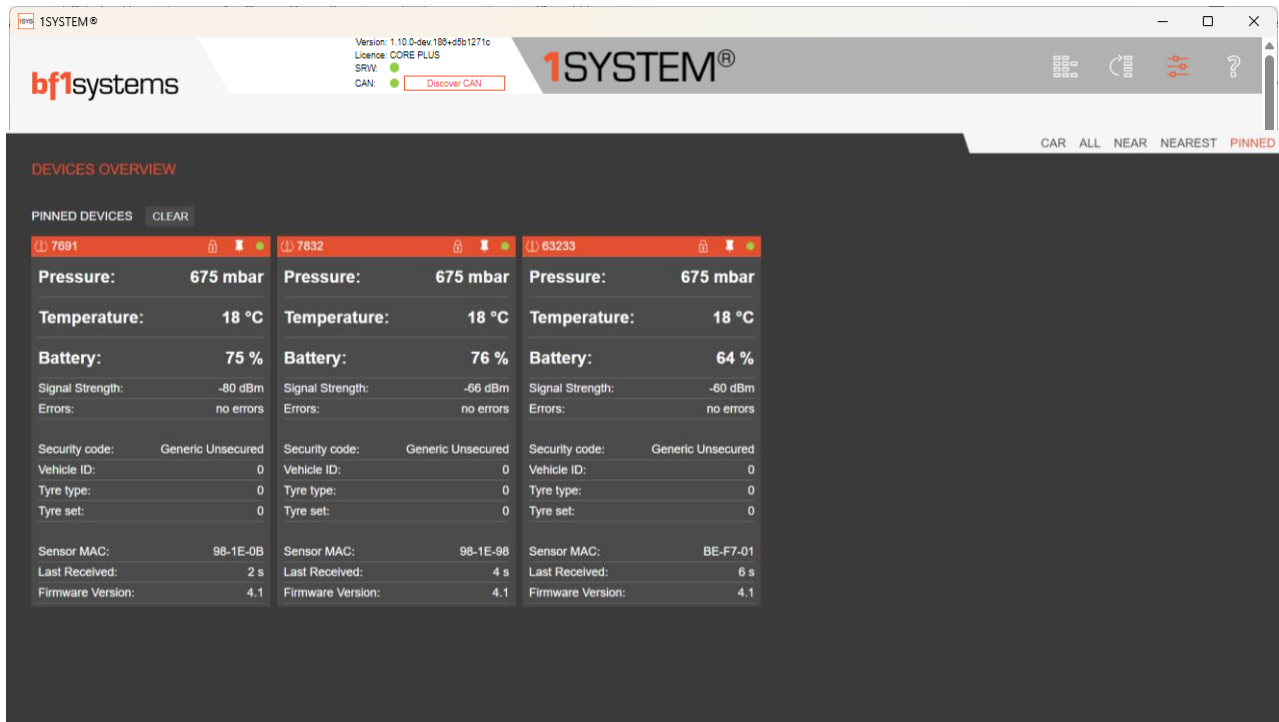 1SYS 1SYSTEM®
Version: 1.10.0-dev.186+d5b1271c
Licence: CORE PLUS
SRW:
CAN: Discover CAN
bf1systems
1SYSTEM®
?
CAR ALL NEAR NEAREST PINNED
DEVICES OVERVIEW
PINNED DEVICES CLEAR
7691 7832 63233
Pressure: 675 mbar Pressure: 675 mbar Pressure: 675 mbar
Temperature: 18 °C Temperature: 18 °C Temperature: 18 °C
Battery: 75 % Battery: 76 % Battery: 64 %
Signal Strength: -80 dBm Signal Strength: -66 dBm Signal Strength: -60 dBm
Errors: no errors Errors: no errors Errors: no errors
Security code: Generic Unsecured Security code: Generic Unsecured Security code: Generic Unsecured
Vehicle ID: 0 Vehicle ID: 0 Vehicle ID: 0
Tyre type: 0 Tyre type: 0 Tyre type: 0
Tyre set: 0 Tyre set: 0 Tyre set: 0
Sensor MAC: 98-1E-0B Sensor MAC: 98-1E-98 Sensor MAC: BE-F7-01
Last Received: 2 s Last Received: 4 s Last Received: 6 s
Firmware Version: 4.1 Firmware Version: 4.1 Firmware Version: 4.1